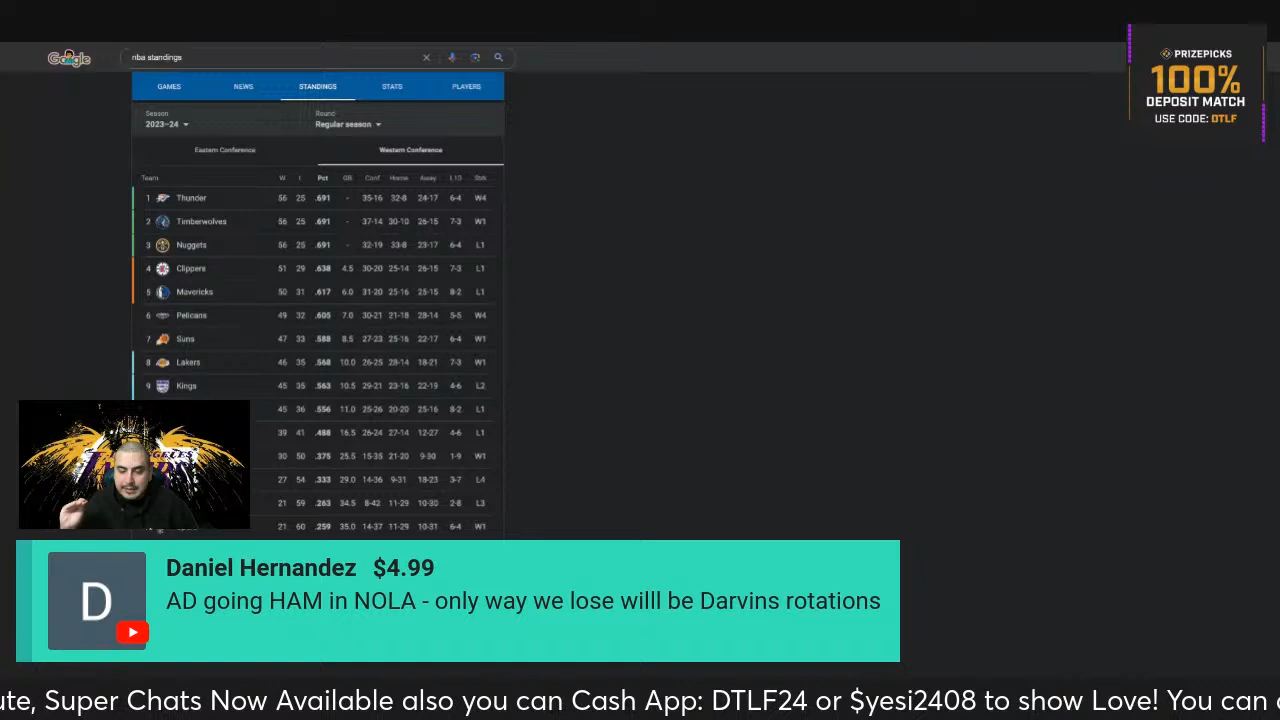 Google
nba standings
PRIZEPICKS
100%
DEPOSIT MATCH
USE CODE: DTLF
GAMES NEWS STANDINGS STATS PLAYERS
Season Round
2023–24 Regular season
Eastern Conference Western Conference
Team W L Pct GB Conf Home Away L10 Strk
1 Thunder 56 25 .691 - 35-16 32-8 24-17 6-4 W4
2 Timberwolves 56 25 .691 - 37-14 30-10 26-15 7-3 W1
3 Nuggets 56 25 .691 - 32-19 33-8 23-17 6-4 L1
4 Clippers 51 29 .638 4.5 30-20 25-14 26-15 7-3 L1
5 Mavericks 50 31 .617 6.0 31-20 25-16 25-15 8-2 L1
6 Pelicans 49 32 .605 7.0 30-21 21-18 28-14 5-5 W4
7 Suns 47 33 .588 8.5 27-23 25-16 22-17 6-4 W1
8 Lakers 46 35 .568 10.0 26-25 28-14 18-21 7-3 W1
9 Kings 45 35 .563 10.5 29-21 23-16 22-19 4-6 L2
45 36 .556 11.0 25-26 20-20 25-16 8-2 L1
39 41 .488 16.5 26-24 27-14 12-27 4-6 L1
30 50 .375 25.5 15-35 21-20 9-30 1-9 W1
27 54 .333 29.0 14-36 9-31 18-23 3-7 L4
21 59 .263 34.5 8-42 11-29 10-30 2-8 L3
21 60 .259 35.0 14-37 11-29 10-31 6-4 W1
D
Daniel Hernandez $4.99
AD going HAM in NOLA - only way we lose willl be Darvins rotations
ute, Super Chats Now Available also you can Cash App: DTLF24 or $yesi2408 to show Love! You can